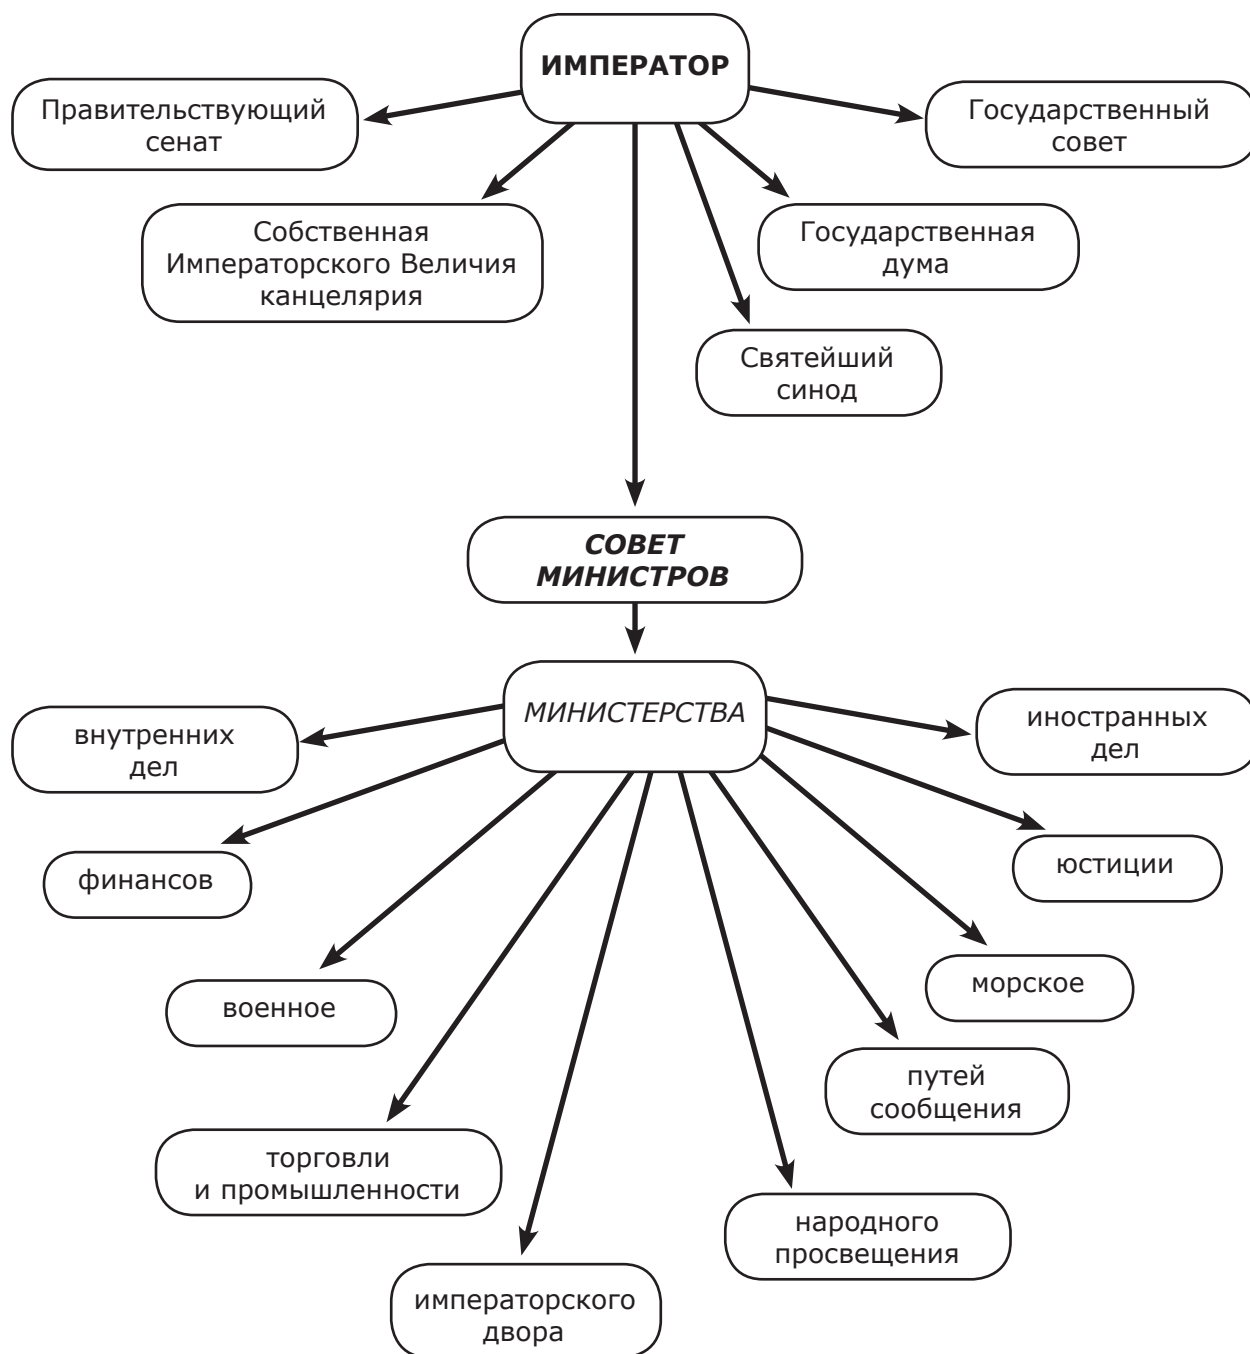 ИМПЕРАТОР
Правительствующий
сенат
Государственный
совет
Собственная
Императорского Величия
канцелярия
Государственная
дума
Святейший
синод
СОВЕТ
МИНИСТРОВ
МИНИСТЕРСТВА
внутренних
дел
иностранных
дел
финансов
юстиции
военное
морское
путей
сообщения
торговли
и промышленности
народного
просвещения
императорского
двора